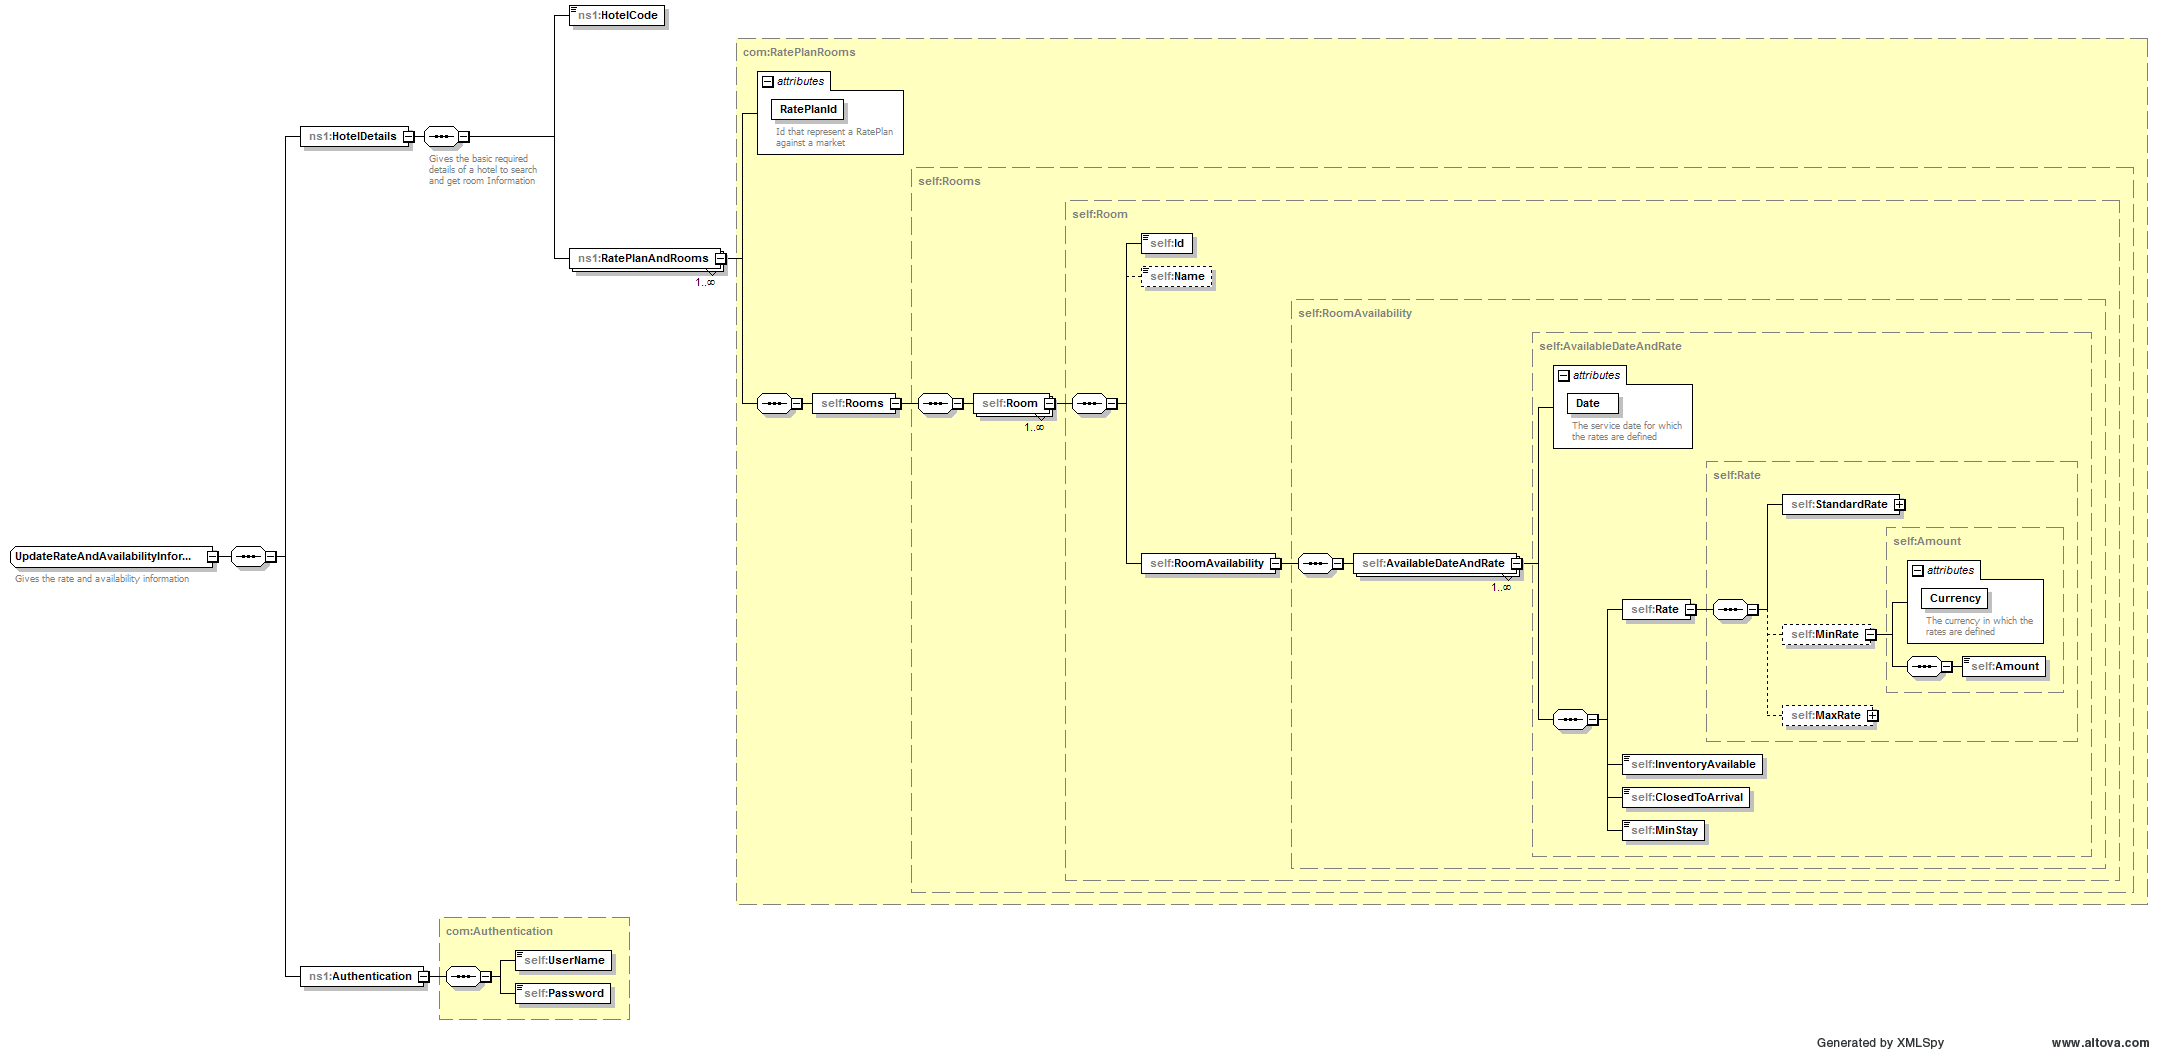 ns1:HotelCode
com:RatePlanRooms
attributes
RatePlanId
Id that represent a RatePlan
against a market
ns1:HotelDetails
Gives the basic required
details of a hotel to search
and get room Information
self:Rooms
self:Room
self:Id
self:Name
ns1:RatePlanAndRooms
1..∞
self:RoomAvailability
self:AvailableDateAndRate
attributes
Date
The service date for which
the rates are defined
self:Rooms
self:Room
1..∞
self:Rate
self:StandardRate
self:Amount
attributes
Currency
The currency in which the
rates are defined
UpdateRateAndAvailabilityInfor...
Gives the rate and availability information
self:RoomAvailability
self:AvailableDateAndRate
1..∞
self:Rate
self:MinRate
self:Amount
self:MaxRate
self:InventoryAvailable
self:ClosedToArrival
self:MinStay
com:Authentication
ns1:Authentication
self:UserName
self:Password
Generated by XMLSpy
www.altova.com